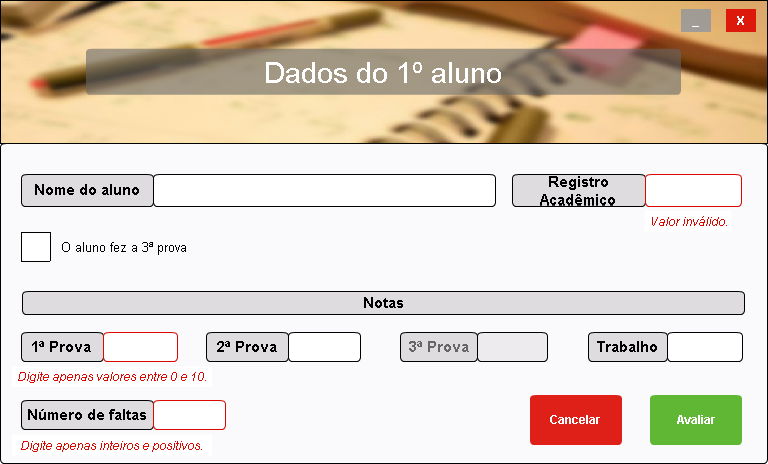 _ X
Dados do 1º aluno
Nome do aluno
Registro
Acadêmico
Valor inválido.
O aluno fez a 3ª prova
Notas
1ª Prova
2ª Prova
3ª Prova
Trabalho
Digite apenas valores entre 0 e 10.
Número de faltas
Cancelar
Avaliar
Digite apenas inteiros e positivos.